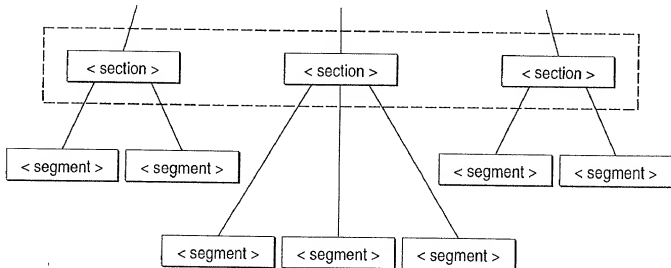 < section > < section > < section >
< segment > < segment > < segment > < segment >
< segment > < segment > < segment >